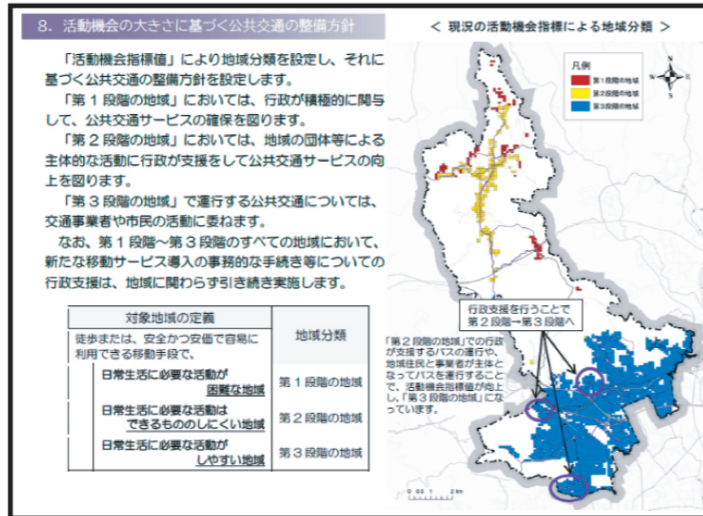 8. 活動機会の大きさに基づく公共交通の整備方針
「活動機会指標値」により地域分類を設定し、それに
基づく公共交通の整備方針を設定します。
「第１段階の地域」においては、行政が積極的に関与
して、公共交通サービスの確保を図ります。
「第２段階の地域」においては、地域の団体等による
主体的な活動に行政が支援をして公共交通サービスの向
上を図ります。
「第３段階の地域」で運行する公共交通については、
交通事業者や市民の活動に委ねます。
なお、第１段階～第３段階のすべての地域において、
新たな移動サービス導入の事務的な手続き等についての
行政支援は、地域に関わらず引き続き実施します。
対象地域の定義
地域分類
徒歩または、安全かつ安価で容易に
利用できる移動手段で、
日常生活に必要な活動が
困難な地域
第１段階の地域
日常生活に必要な活動は
できるもののしにくい地域
第２段階の地域
日常生活に必要な活動が
しやすい地域
第３段階の地域
＜ 現況の活動機会指標による地域分類 ＞
凡例
第1段階の地域
第2段階の地域
第3段階の地域
N
W
E
S
行政支援を行うことで
第２段階→第３段階へ
「第２段階の地域」での行政
が支援するバスの運行や、
地域住民と事業者が主体と
なってバスを運行すること
で、活動機会指標値が向上
し、「第３段階の地域」にな
っています。
0 0.5 1 2 km